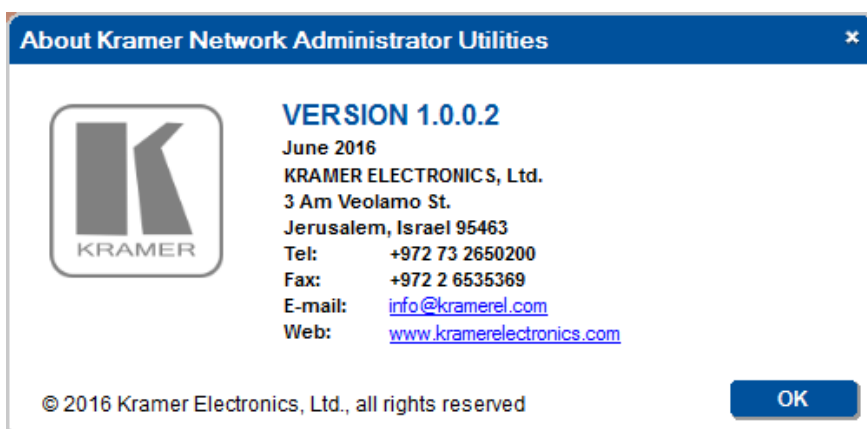 About Kramer Network Administrator Utilities
KRAMER
VERSION 1.0.0.2
June 2016
KRAMER ELECTRONICS, Ltd.
3 Am Veolamo St.
Jerusalem, Israel 95463
Tel: +972 73 2650200
Fax: +972 2 6535369
E-mail: info@kramerel.com
Web: www.kramerelectronics.com
© 2016 Kramer Electronics, Ltd., all rights reserved
OK